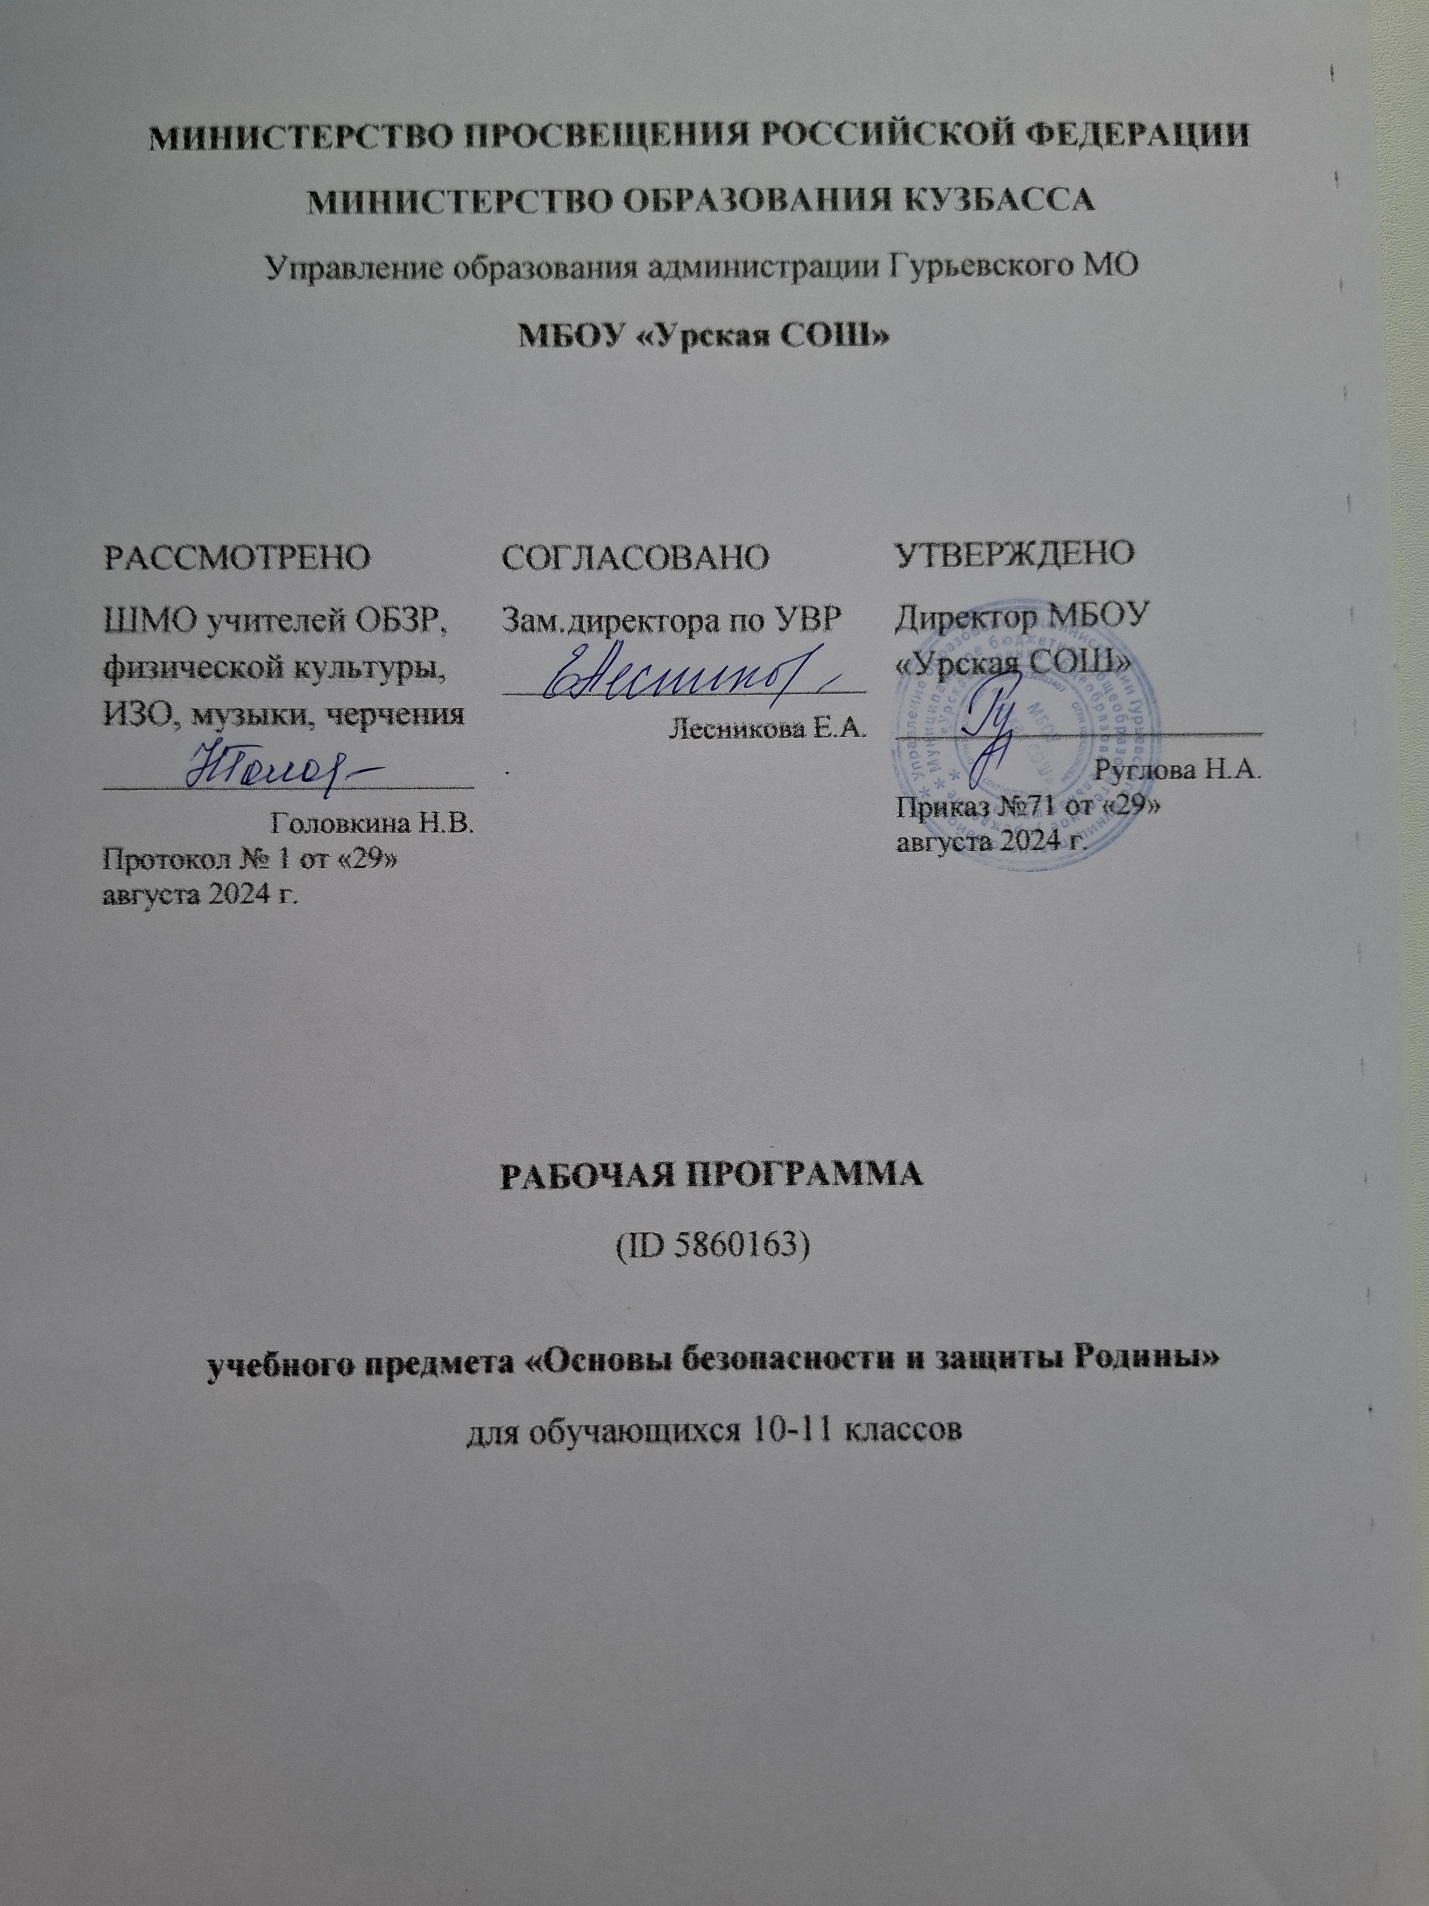 МИНИСТЕРСТВО ПРОСВЕЩЕНИЯ РОССИЙСКОЙ ФЕДЕРАЦИИ
МИНИСТЕРСТВО ОБРАЗОВАНИЯ КУЗБАССА
Управление образования администрации Гурьевского МО
МБОУ «Урская СОШ»
РАССМОТРЕНО
ШМО учителей ОБЗР,
физической культуры,
ИЗО, музыки, черчения
Головкина Н.В.
Протокол № 1 от «29»
августа 2024 г.
СОГЛАСОВАНО
Зам.директора по УВР
Лесникова Е.А.
.
УТВЕРЖДЕНО
Директор МБОУ
«Урская СОШ»
Руглова Н.А.
Приказ №71 от «29»
августа 2024 г.
РАБОЧАЯ ПРОГРАММА
(ID 5860163)
учебного предмета «Основы безопасности и защиты Родины»
для обучающихся 10-11 классов